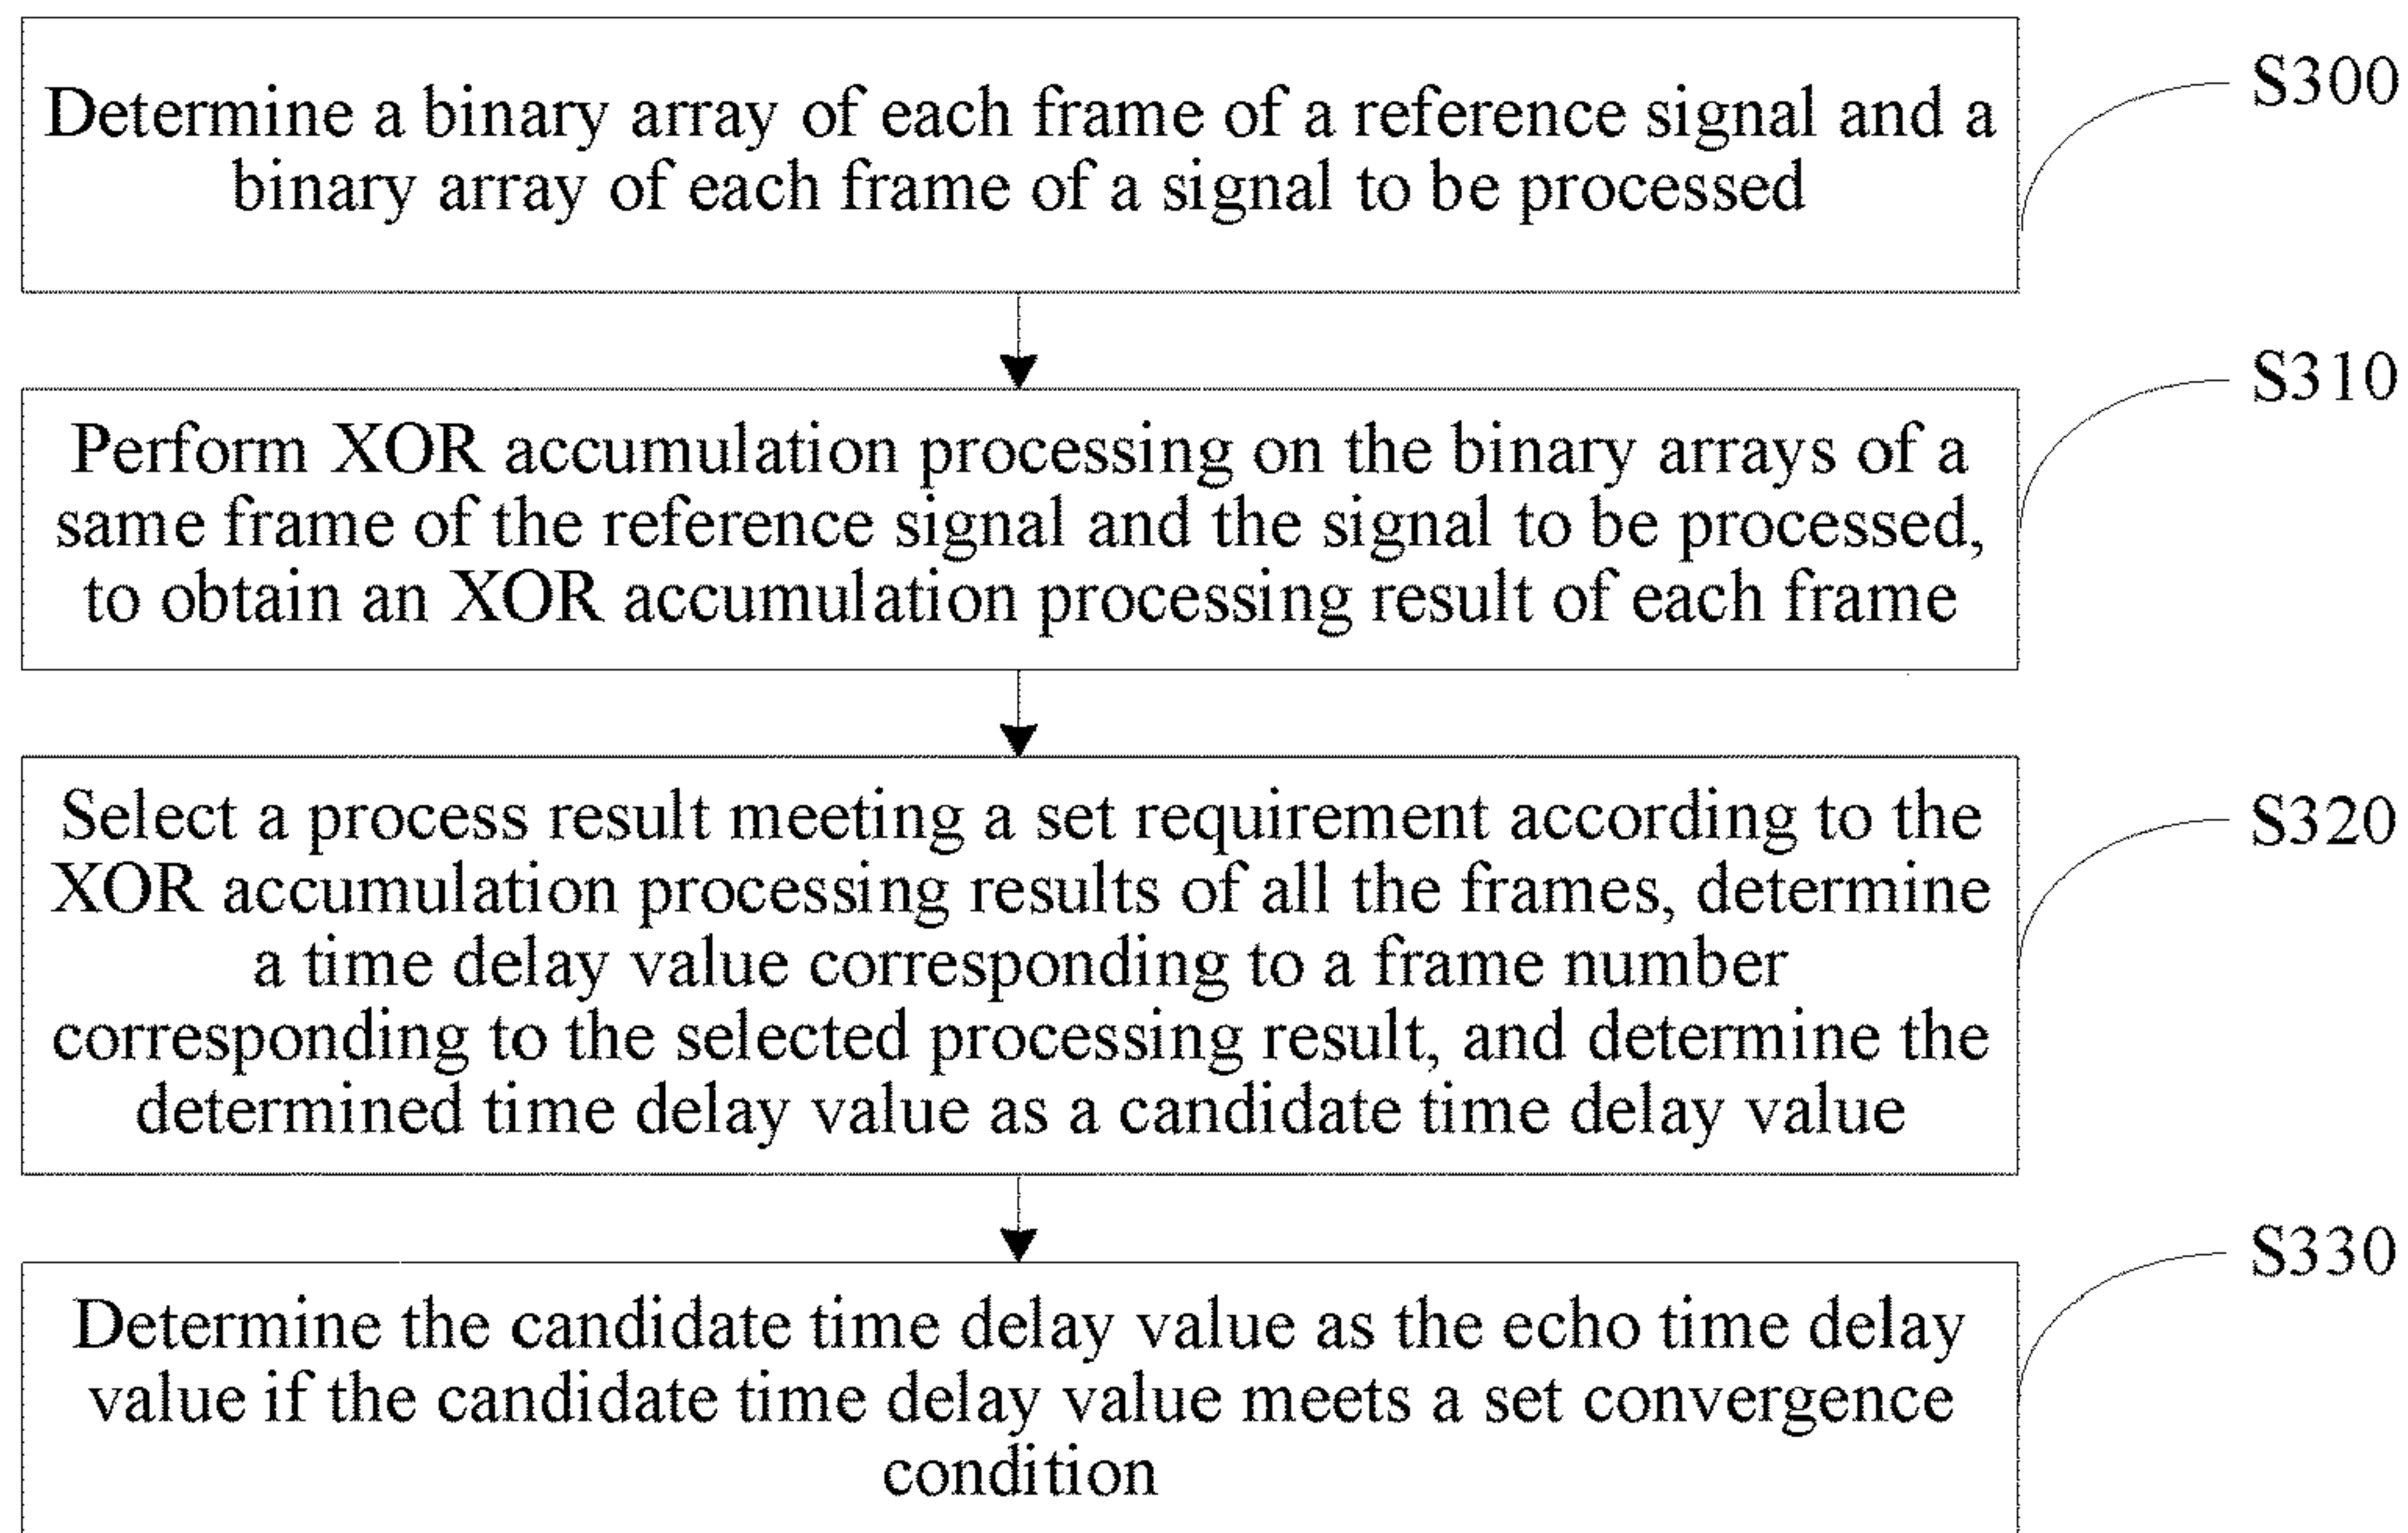 Determine a binary array of each frame of a reference signal and a
binary array of each frame of a signal to be processed
S300
Perform XOR accumulation processing on the binary arrays of a
same frame of the reference signal and the signal to be processed,
to obtain an XOR accumulation processing result of each frame
S310
Select a process result meeting a set requirement according to the
XOR accumulation processing results of all the frames, determine
a time delay value corresponding to a frame number
corresponding to the selected processing result, and determine the
determined time delay value as a candidate time delay value
S320
Determine the candidate time delay value as the echo time delay
value if the candidate time delay value meets a set convergence
condition
S330